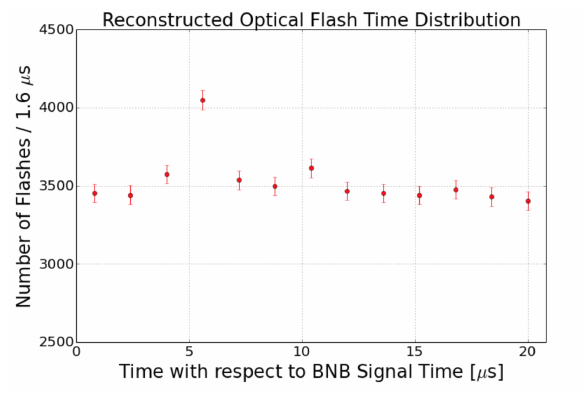 Reconstructed Optical Flash Time Distribution
4500
4000
3500
3000
2500
Number of Flashes / 1.6 μs
0 5 10 15 20
Time with respect to BNB Signal Time [μs]